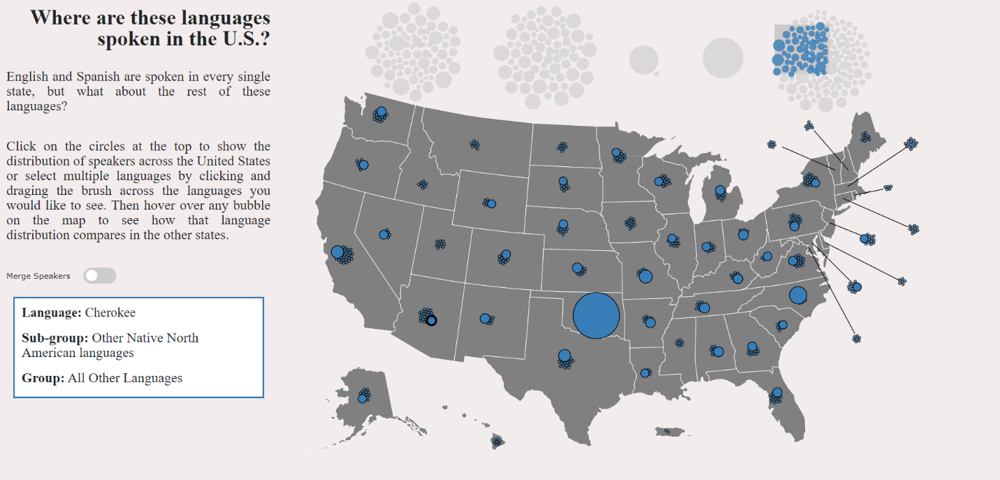 Where are these languages
spoken in the U.S.?
English and Spanish are spoken in every single
state, but what about the rest of these
languages?
Click on the circles at the top to show the
distribution of speakers across the United States
or select multiple languages by clicking and
draging the brush across the languages you
would like to see. Then hover over any bubble
on the map to see how that language
distribution compares in the other states.
Merge Speakers
Language: Cherokee
Sub-group: Other Native North
American languages
Group: All Other Languages